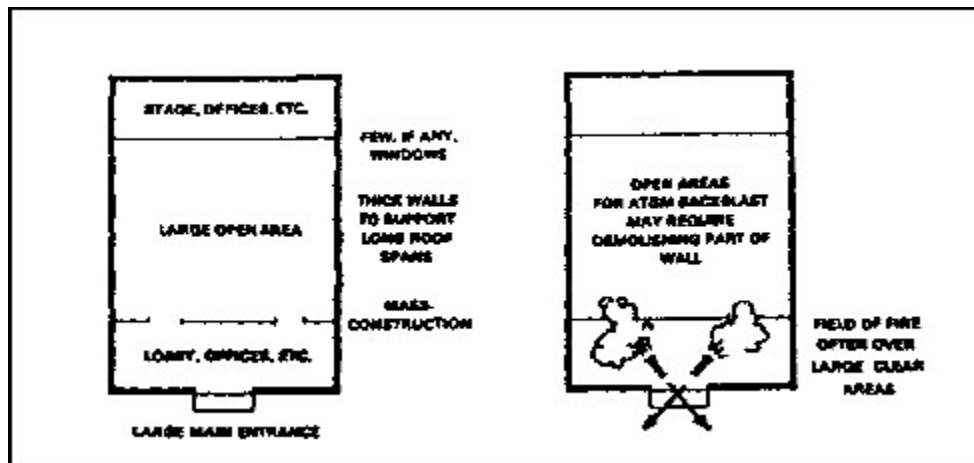 STAGE, OFFICES, ETC.
FEW, IF ANY,
WINDOWS
LARGE OPEN AREA
THICK WALLS
TO SUPPORT
LONG ROOF
SPANS
MASS-
CONSTRUCTION
LOBBY, OFFICES, ETC.
LARGE MAIN ENTRANCE
OPEN AREAS
FOR ATGM BACKBLAST
MAY REQUIRE
DEMOLISHING PART OF
WALL
FIELD OF FIRE
OFTEN OVER
LARGE CLEAR
AREAS